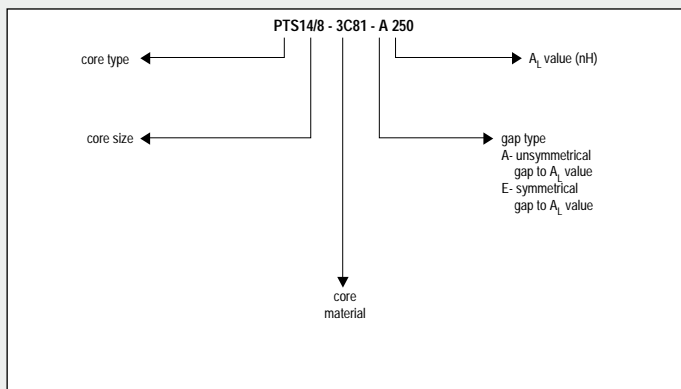 PTS14/8 - 3C81 - A 250
core type
A_L value (nH)
core size
gap type
A- unsymmetrical
gap to A_L value
E- symmetrical
gap to A_L value
core
material